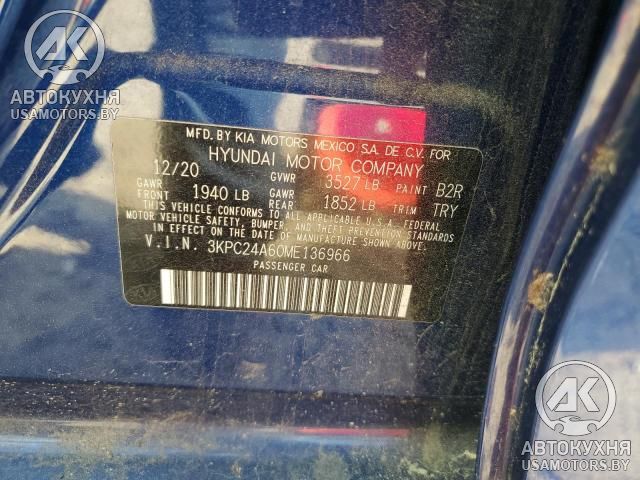 AK
АВТОКУХНЯ
USAMOTORS.BY
MFD. BY KIA MOTORS MEXICO S.A. DE C.V. FOR
HYUNDAI MOTOR COMPANY
12/20 GVWR 3527 LB PAINT B2R
GAWR FRONT 1940 LB GAWR REAR 1852 LB TRIM TRY
THIS VEHICLE CONFORMS TO ALL APPLICABLE U.S.A. FEDERAL
MOTOR VEHICLE SAFETY, BUMPER, AND THEFT PREVENTION STANDARDS
IN EFFECT ON THE DATE OF MANUFACTURE SHOWN ABOVE.
V.I.N. 3KPC24A60ME136966
PASSENGER CAR
AK
АВТОКУХНЯ
USAMOTORS.BY